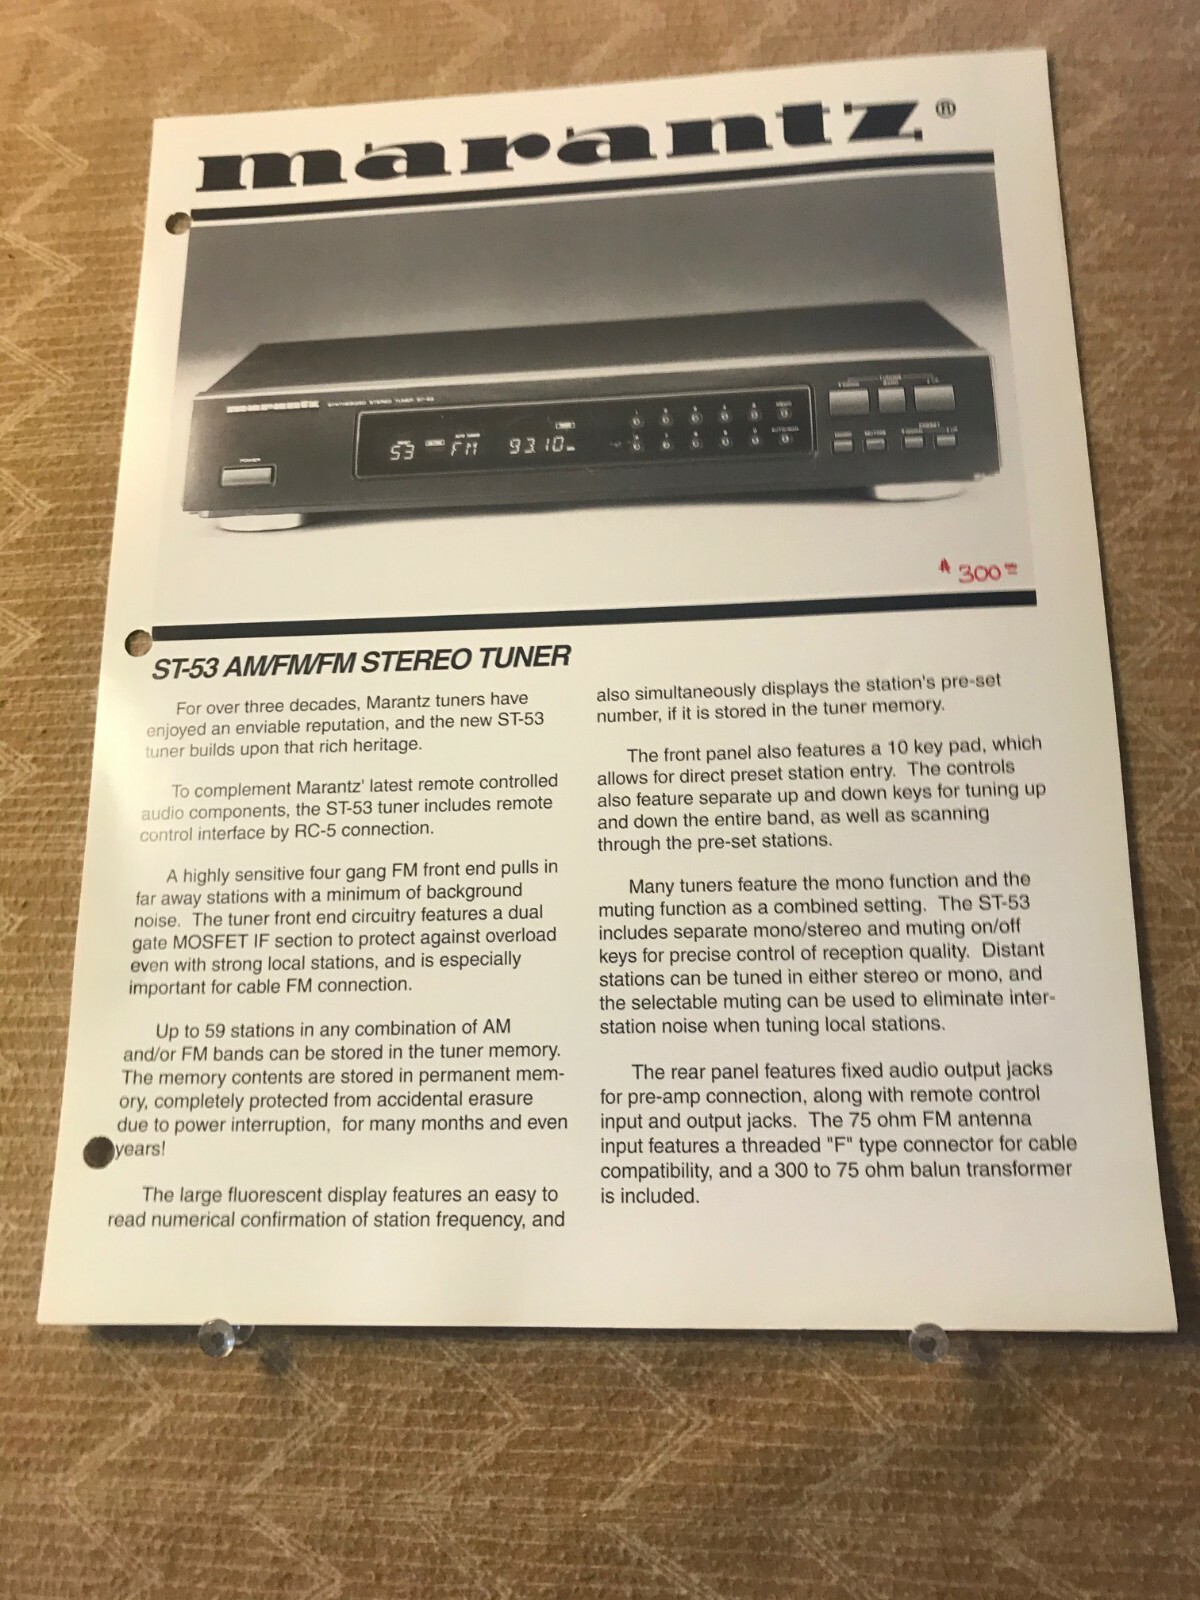 marantz®
marantz SYNTHESIZED STEREO TUNER ST-53
POWER
53 FM 93.10
300
ST-53 AM/FM/FM STEREO TUNER
For over three decades, Marantz tuners have
enjoyed an enviable reputation, and the new ST-53
tuner builds upon that rich heritage.
To complement Marantz' latest remote controlled
audio components, the ST-53 tuner includes remote
control interface by RC-5 connection.
A highly sensitive four gang FM front end pulls in
far away stations with a minimum of background
noise. The tuner front end circuitry features a dual
gate MOSFET IF section to protect against overload
even with strong local stations, and is especially
important for cable FM connection.
Up to 59 stations in any combination of AM
and/or FM bands can be stored in the tuner memory.
The memory contents are stored in permanent mem-
ory, completely protected from accidental erasure
due to power interruption, for many months and even
years!
The large fluorescent display features an easy to
read numerical confirmation of station frequency, and
also simultaneously displays the station's pre-set
number, if it is stored in the tuner memory.
The front panel also features a 10 key pad, which
allows for direct preset station entry. The controls
also feature separate up and down keys for tuning up
and down the entire band, as well as scanning
through the pre-set stations.
Many tuners feature the mono function and the
muting function as a combined setting. The ST-53
includes separate mono/stereo and muting on/off
keys for precise control of reception quality. Distant
stations can be tuned in either stereo or mono, and
the selectable muting can be used to eliminate inter-
station noise when tuning local stations.
The rear panel features fixed audio output jacks
for pre-amp connection, along with remote control
input and output jacks. The 75 ohm FM antenna
input features a threaded "F" type connector for cable
compatibility, and a 300 to 75 ohm balun transformer
is included.